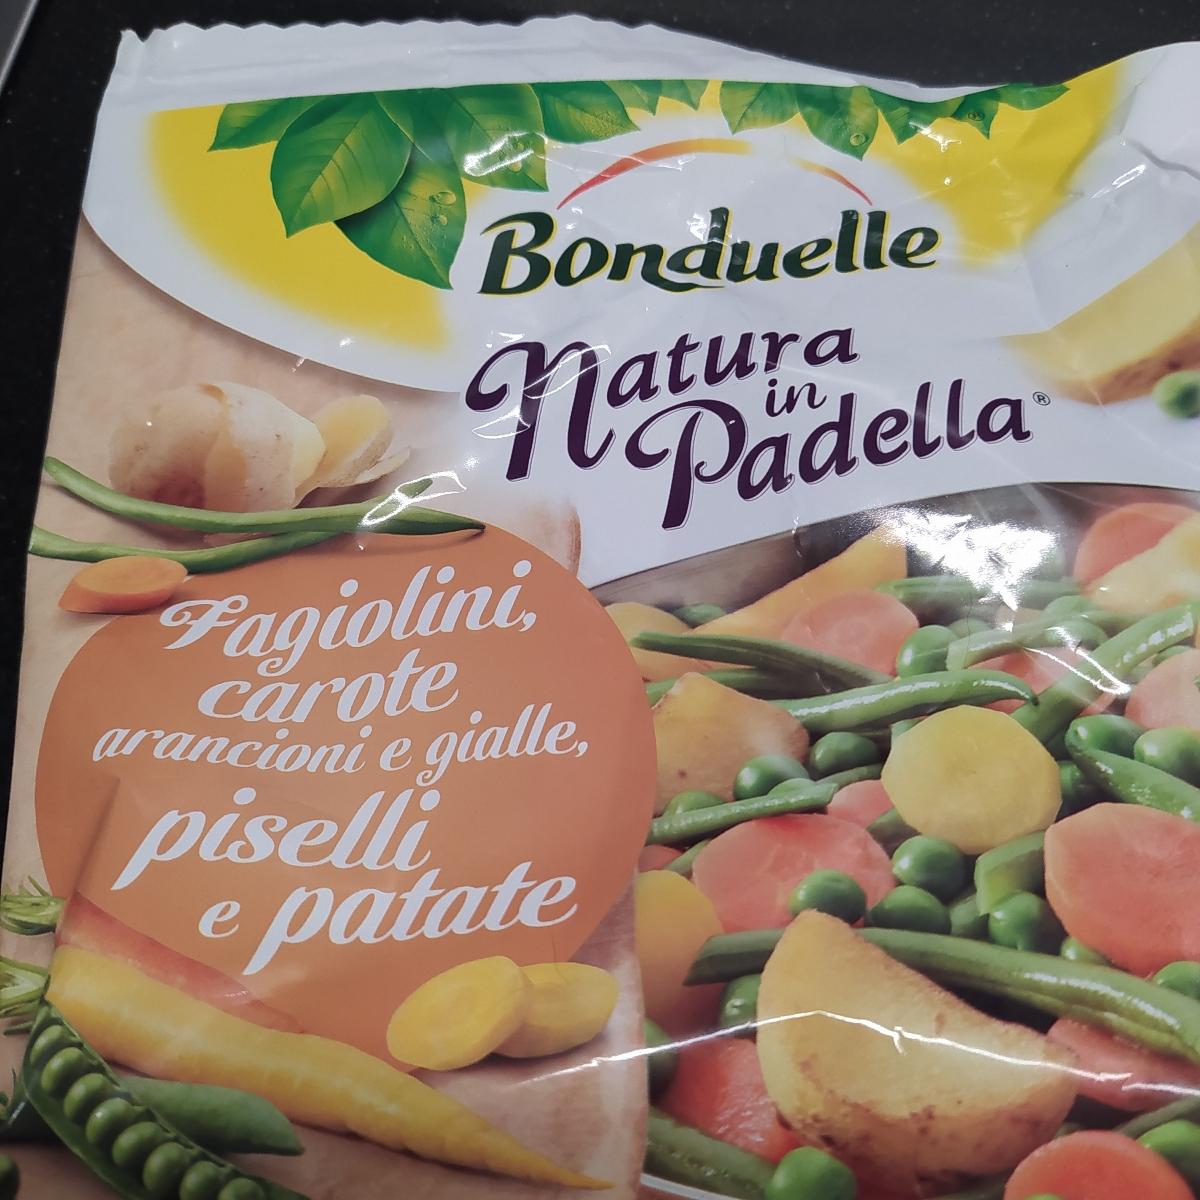 Bonduelle
Natura
in
Padella®
Fagiolini,
carote
arancioni e gialle,
piselli
e patate